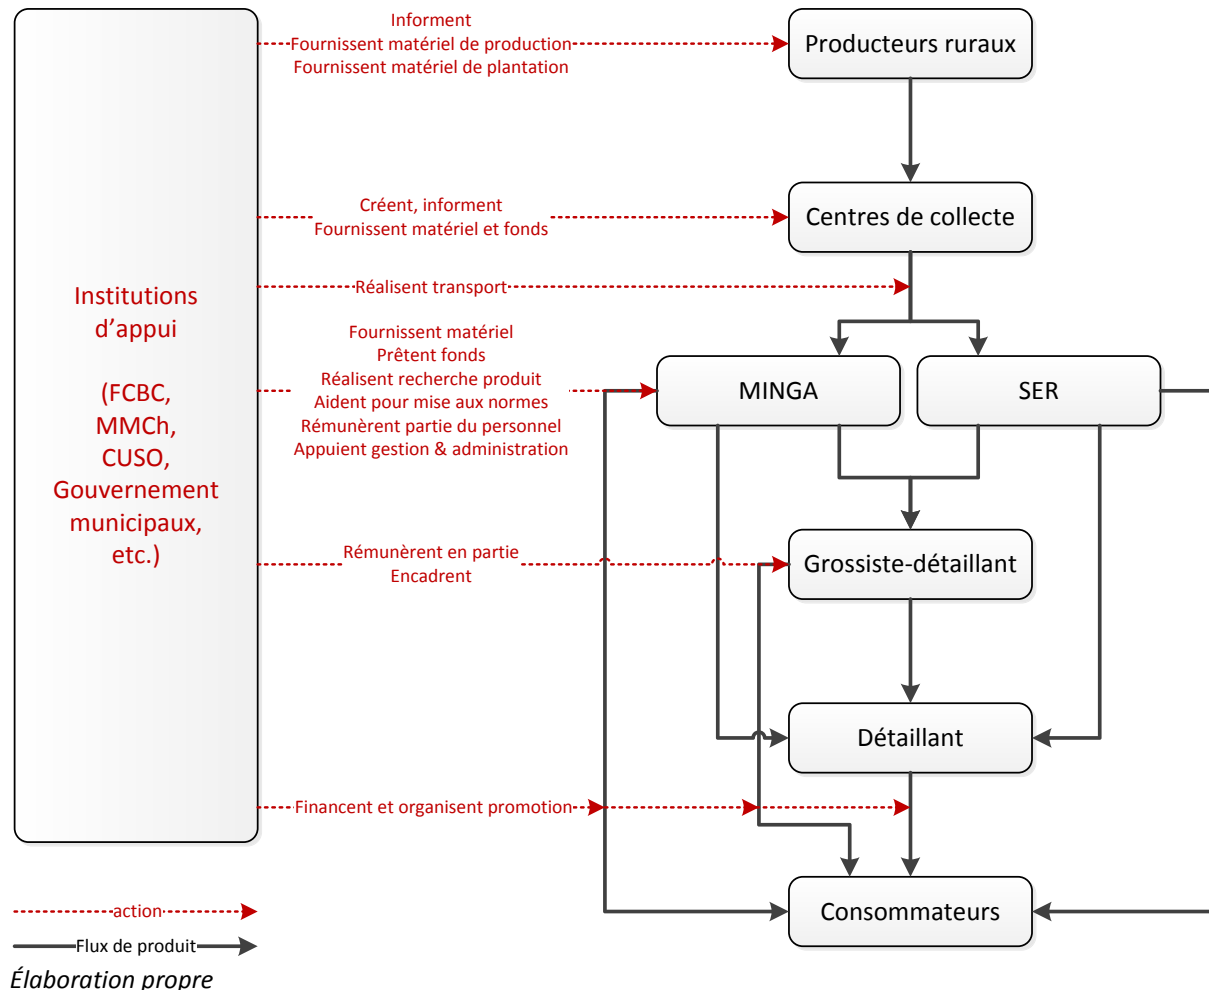 Informent
Fournissent matériel de production
Fournissent matériel de plantation
Producteurs ruraux
Créent, informent
Fournissent matériel et fonds
Centres de collecte
Réalisent transport
Institutions
d’appui
(FCBC,
MMCh,
CUSO,
Gouvernement
municipaux,
etc.)
Fournissent matériel
Prêtent fonds
Réalisent recherche produit
Aident pour mise aux normes
Rémunèrent partie du personnel
Appuient gestion & administration
MINGA
SER
Rémunèrent en partie
Encadrent
Grossiste-détaillant
Détaillant
Financent et organisent promotion
Consommateurs
action
Flux de produit
Élaboration propre